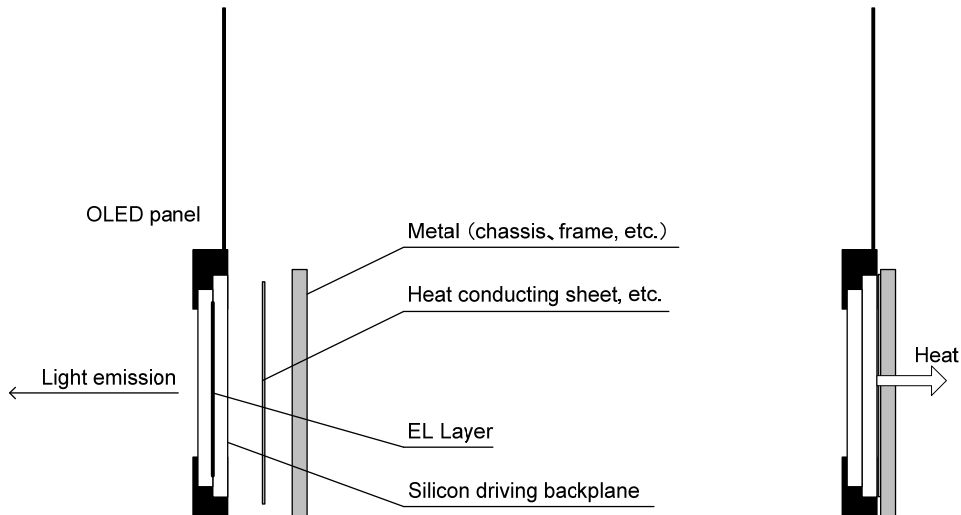 OLED panel
Metal (chassis、frame, etc.)
Heat conducting sheet, etc.
Heat
Light emission
EL Layer
Silicon driving backplane